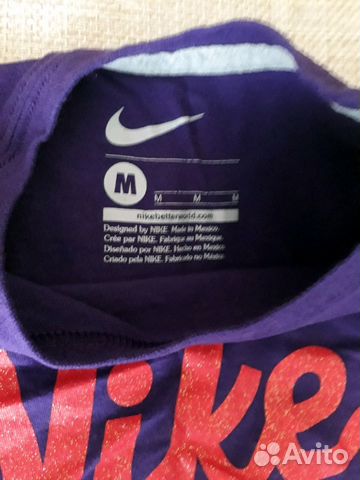 M
M M M
nikebetterworld.com
Designed by NIKE. Made in Mexico.
Crée par NIKE. Fabriqué au Mexique.
Diseñado por NIKE. Hecho en México
Criado pela NIKE. Fabricado no México
Nike
Avito